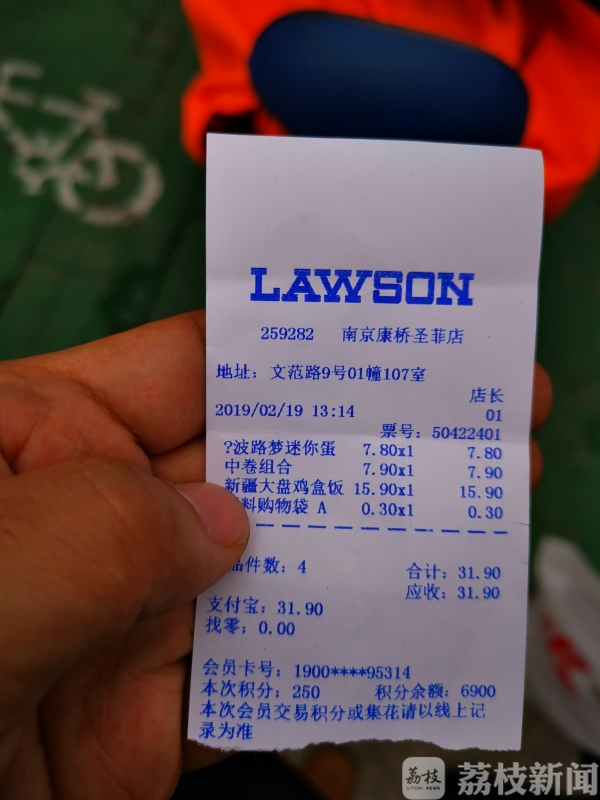 LAWSON
259282 南京康桥圣菲店
地址: 文范路9号01幢107室
店长
2019/02/19 13:14 01
票号: 50422401
?波路梦迷你蛋 7.80x1 7.80
中卷组合 7.90x1 7.90
新疆大盘鸡盒饭 15.90x1 15.90
料购物袋 A 0.30x1 0.30
品件数: 4 合计: 31.90
应收: 31.90
支付宝: 31.90
找零: 0.00
会员卡号: 1900****95314
本次积分: 250 积分余额: 6900
本次会员交易积分或集花请以线上记
录为准
荔枝 荔枝新闻
LITCHI NEWS